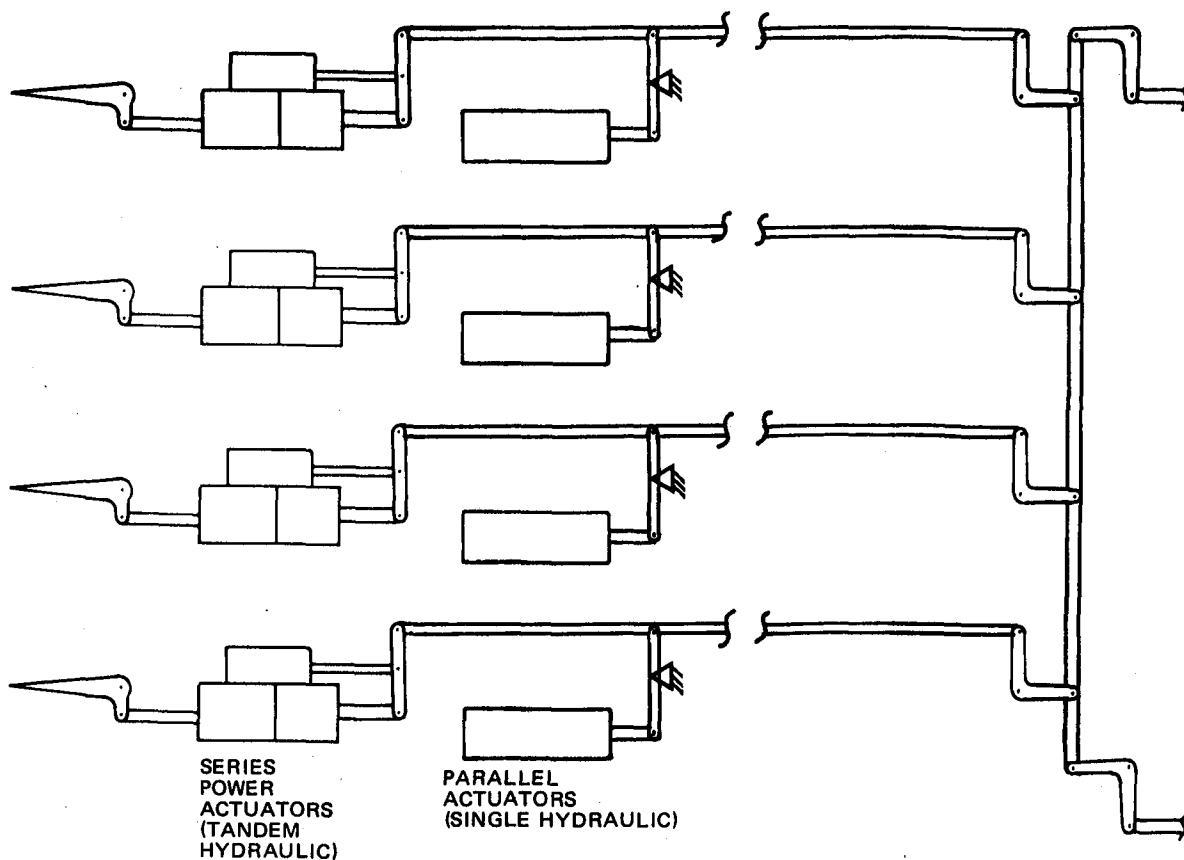 SERIES
POWER
ACTUATORS
(TANDEM
HYDRAULIC)
PARALLEL
ACTUATORS
(SINGLE HYDRAULIC)